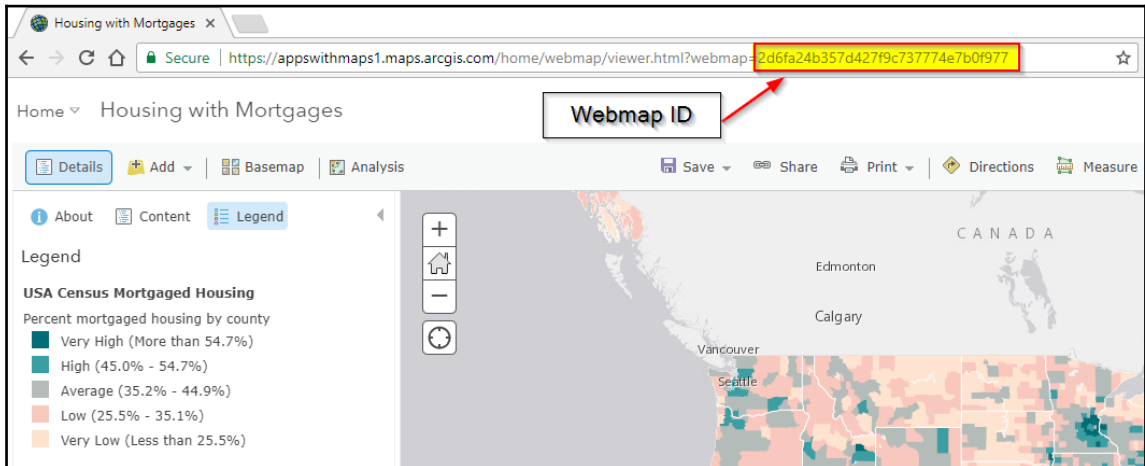 Housing with Mortgages
Secure https://appswithmaps1.maps.arcgis.com/home/webmap/viewer.html?webmap=2d6fa24b357d427f9c737774e7b0f977
Home Housing with Mortgages
Webmap ID
Details Add Basemap Analysis Save Share Print Directions Measure
About Content Legend
Legend
USA Census Mortgaged Housing
Percent mortgaged housing by county
Very High (More than 54.7%)
High (45.0% - 54.7%)
Average (35.2% - 44.9%)
Low (25.5% - 35.1%)
Very Low (Less than 25.5%)
CANADA
Edmonton
Calgary
Vancouver
Seattle